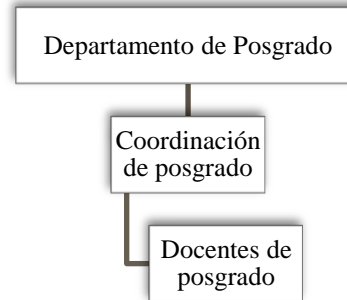 Departamento de Posgrado
Coordinación
de posgrado
Docentes de
posgrado